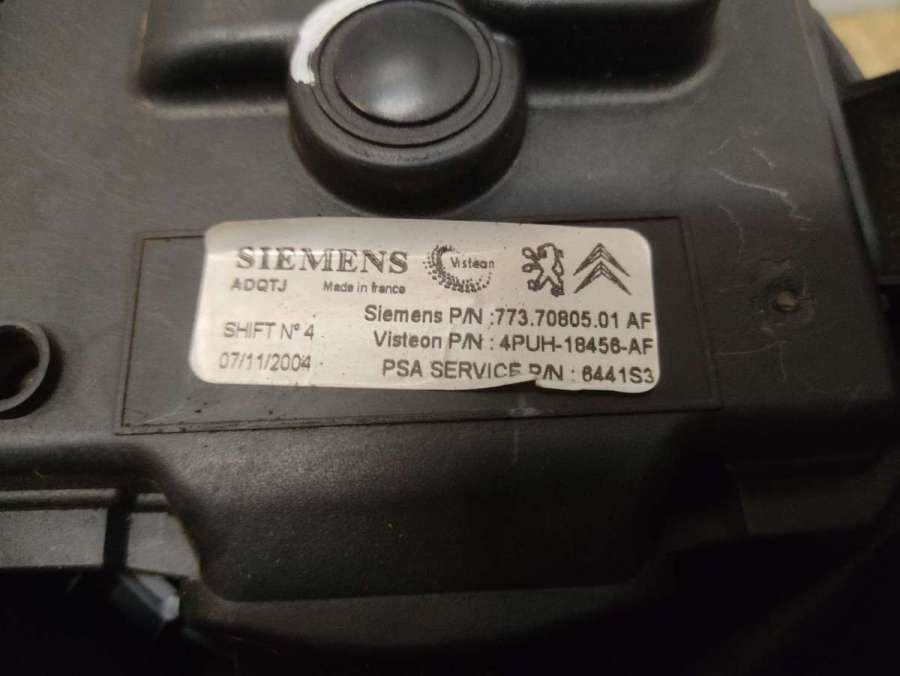 SIEMENS Visteon
ADQTJ Made in france
Siemens P/N :773.70805.01 AF
SHIFT N° 4
Visteon P/N : 4PUH-18456-AF
07/11/2004
PSA SERVICE P/N : 6441S3